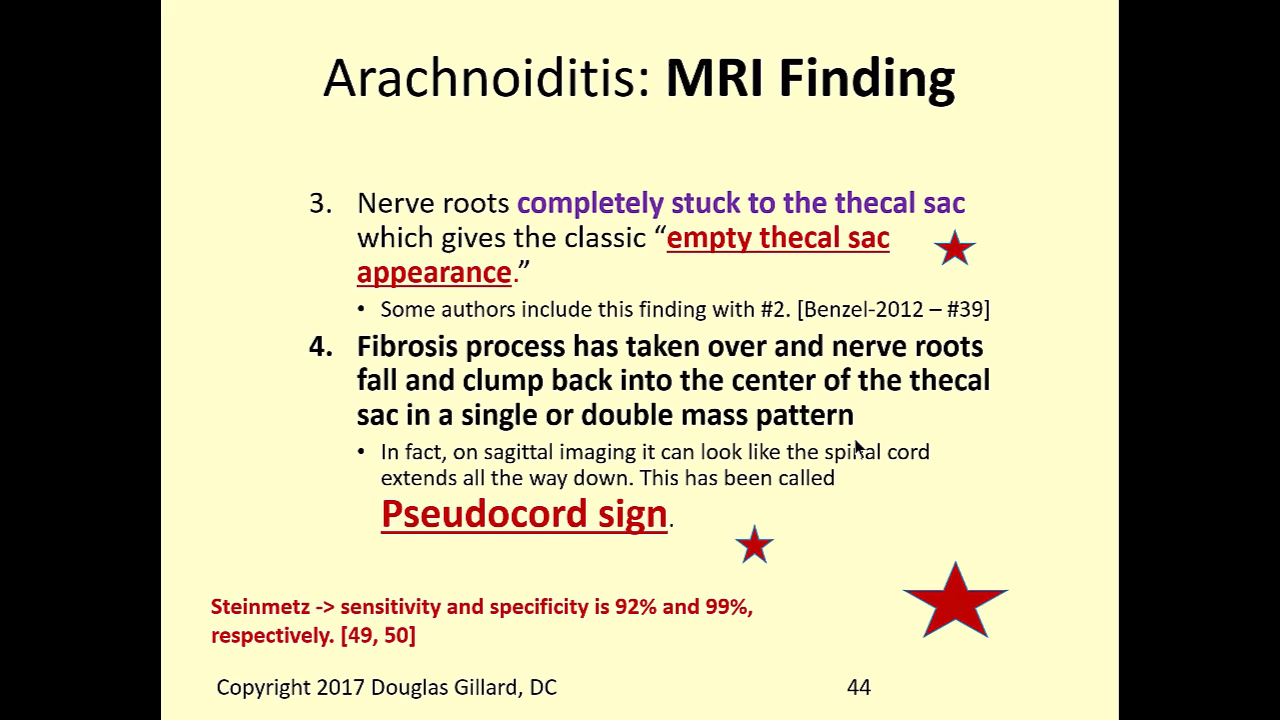 Arachnoiditis: MRI Finding
3. Nerve roots completely stuck to the thecal sac
which gives the classic “empty thecal sac
appearance.”
• Some authors include this finding with #2. [Benzel-2012 – #39]
4. Fibrosis process has taken over and nerve roots
fall and clump back into the center of the thecal
sac in a single or double mass pattern
• In fact, on sagittal imaging it can look like the spinal cord
extends all the way down. This has been called
Pseudocord sign.
Steinmetz -> sensitivity and specificity is 92% and 99%,
respectively. [49, 50]
Copyright 2017 Douglas Gillard, DC
44